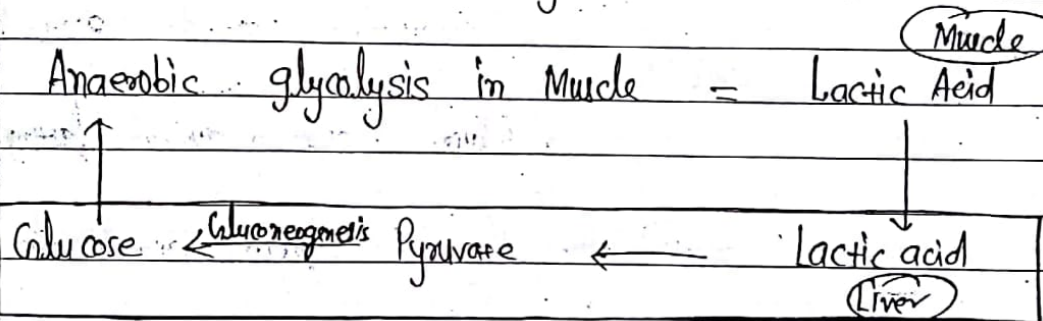 Muscle
Anaerobic glycolysis in Muscle = Lactic Acid
Glucose Gluconeogenesis Pyruvate Lactic acid
Liver